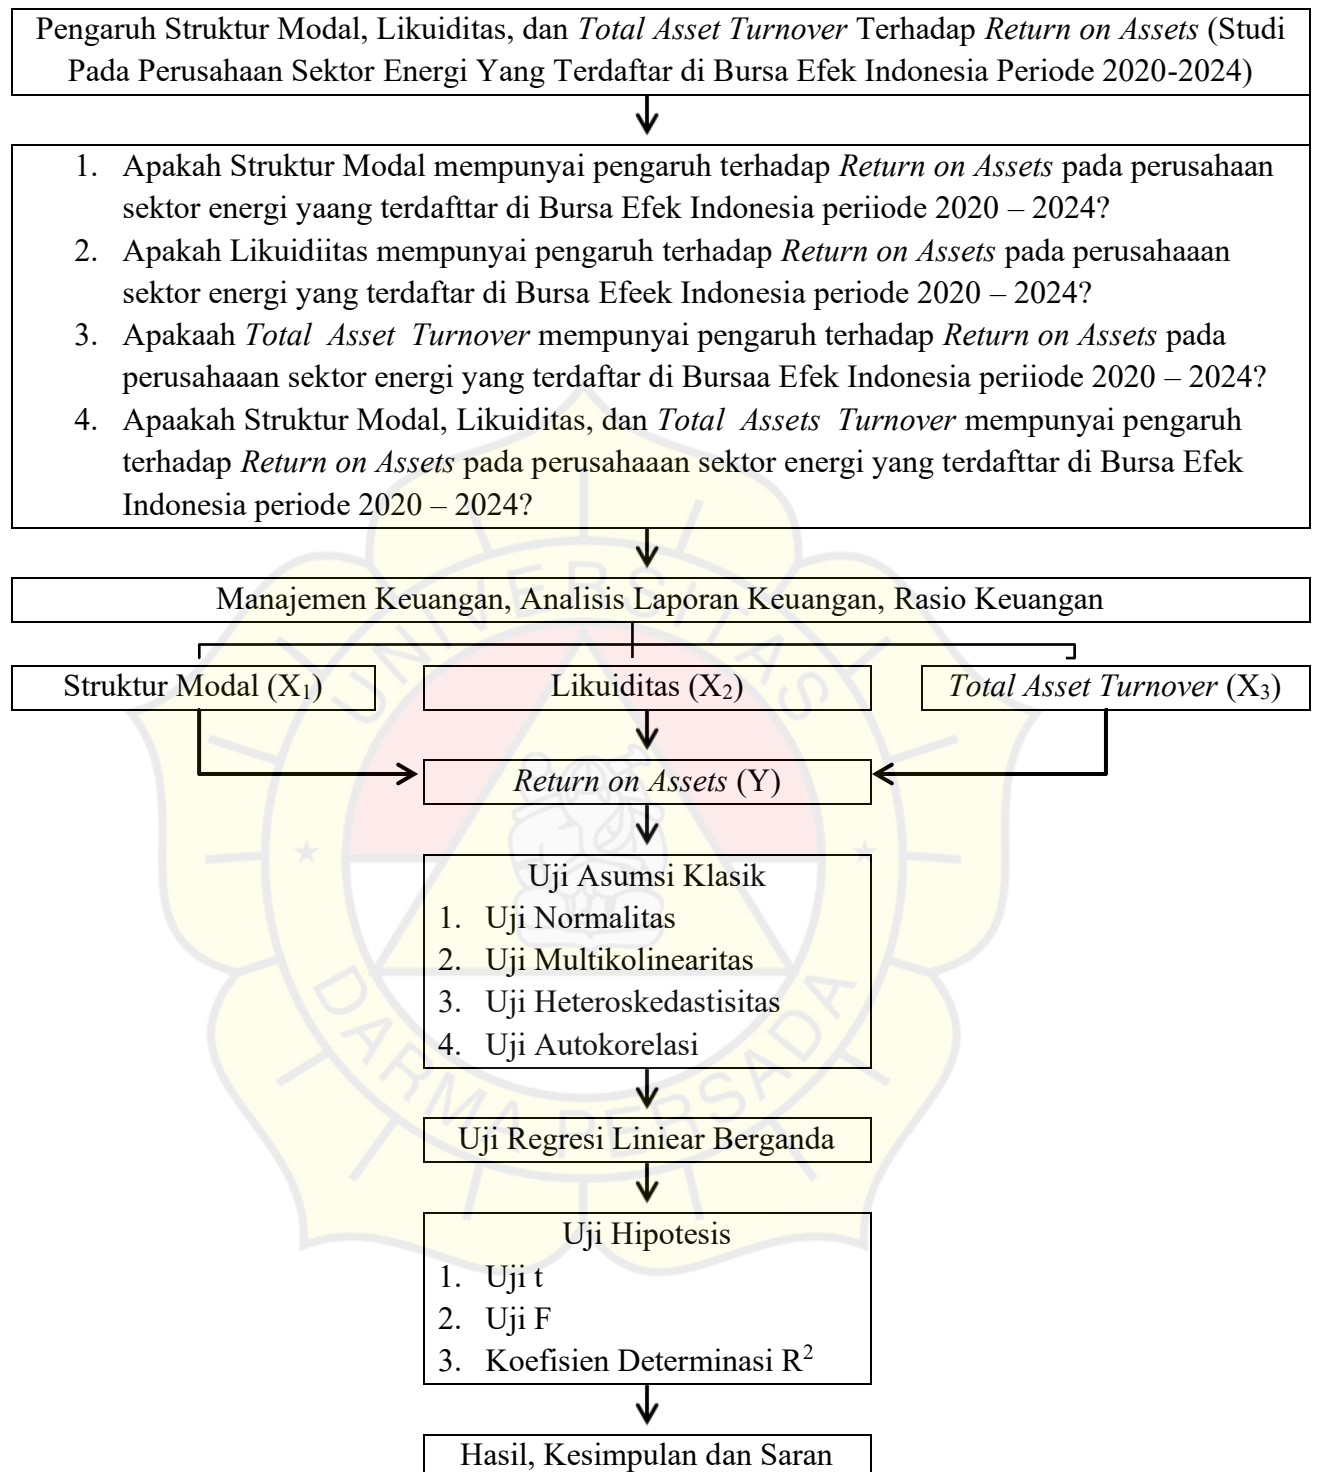 Pengaruh Struktur Modal, Likuiditas, dan Total Asset Turnover Terhadap Return on Assets (Studi
Pada Perusahaan Sektor Energi Yang Terdaftar di Bursa Efek Indonesia Periode 2020-2024)
1. Apakah Struktur Modal mempunyai pengaruh terhadap Return on Assets pada perusahaan
sektor energi yaang terdafttar di Bursa Efek Indonesia periiode 2020 – 2024?
2. Apakah Likuidiitas mempunyai pengaruh terhadap Return on Assets pada perusahaaan
sektor energi yang terdaftar di Bursa Efeek Indonesia periode 2020 – 2024?
3. Apakaah Total Asset Turnover mempunyai pengaruh terhadap Return on Assets pada
perusahaaan sektor energi yang terdaftar di Bursaa Efek Indonesia periiode 2020 – 2024?
4. Apaakah Struktur Modal, Likuiditas, dan Total Assets Turnover mempunyai pengaruh
terhadap Return on Assets pada perusahaaan sektor energi yang terdafttar di Bursa Efek
Indonesia periode 2020 – 2024?
Manajemen Keuangan, Analisis Laporan Keuangan, Rasio Keuangan
UNIVERSITAS
Struktur Modal (X₁)
Likuiditas (X₂)
Total Asset Turnover (X₃)
Return on Assets (Y)
Uji Asumsi Klasik
1. Uji Normalitas
2. Uji Multikolinearitas
3. Uji Heteroskedastisitas
4. Uji Autokorelasi
DARMA PERSADA
Uji Regresi Liniear Berganda
Uji Hipotesis
1. Uji t
2. Uji F
3. Koefisien Determinasi R²
Hasil, Kesimpulan dan Saran